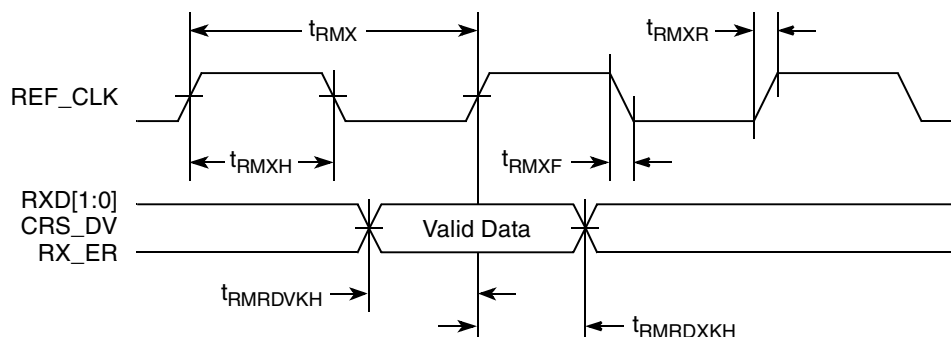 tRMX
tRMXR
REF_CLK
tRMXH
tRMXF
RXD[1:0]
CRS_DV
RX_ER
Valid Data
tRMRDVKH
tRMRDXKH